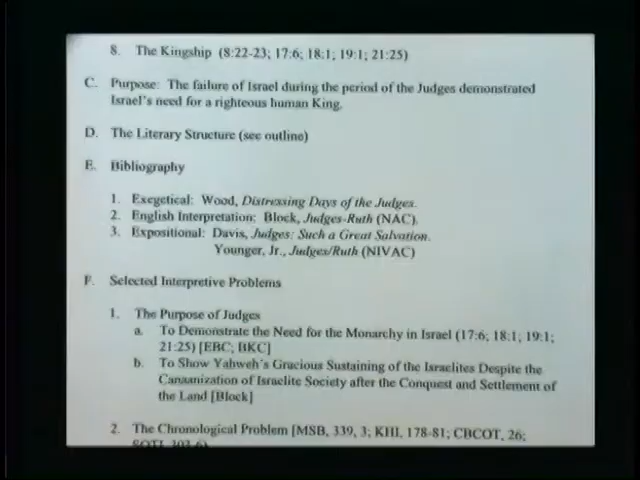 8. The Kingship (8:22-23; 17:6; 18:1; 19:1; 21:25)
C. Purpose: The failure of Israel during the period of the Judges demonstrated
Israel's need for a righteous human King.
D. The Literary Structure (see outline)
E. Bibliography
1. Exegetical: Wood, Distressing Days of the Judges.
2. English Interpretation: Block, Judges-Ruth (NAC).
3. Expositional: Davis, Judges: Such a Great Salvation.
Younger, Jr., Judges/Ruth (NIVAC)
F. Selected Interpretive Problems
1. The Purpose of Judges
a. To Demonstrate the Need for the Monarchy in Israel (17:6; 18:1; 19:1;
21:25) [EBC; BKC]
b. To Show Yahweh's Gracious Sustaining of the Israelites Despite the
Canaanization of Israelite Society after the Conquest and Settlement of
the Land [Block]
2. The Chronological Problem [MSB, 339, 3; KIII, 178-81; CBCOT, 26;
SOTI, 303-6)